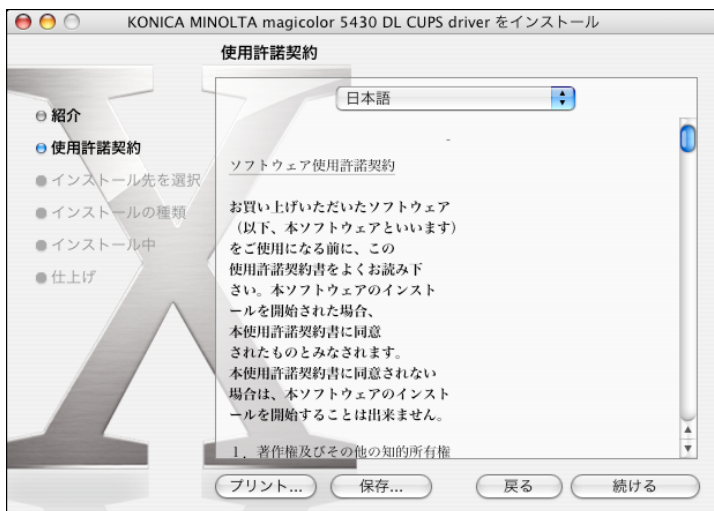 KONICA MINOLTA magicolor 5430 DL CUPS driver をインストール
使用許諾契約
紹介
使用許諾契約
インストール先を選択
インストールの種類
インストール中
仕上げ
日本語
-
ソフトウェア使用許諾契約
お買い上げいただいたソフトウェア
（以下、本ソフトウェアといいます）
をご使用になる前に、この
使用許諾契約書をよくお読み下
さい。本ソフトウェアのインスト
ールを開始された場合、
本使用許諾契約書に同意
されたものとみなされます。
本使用許諾契約書に同意されない
場合は、本ソフトウェアのインスト
ールを開始することは出来ません。
1．著作権及びその他の知的所有権
プリント...
保存...
戻る
続ける